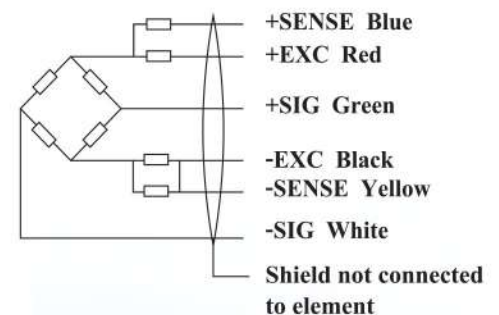 +SENSE Blue
+EXC Red
+SIG Green
-EXC Black
-SENSE Yellow
-SIG White
Shield not connected
to element